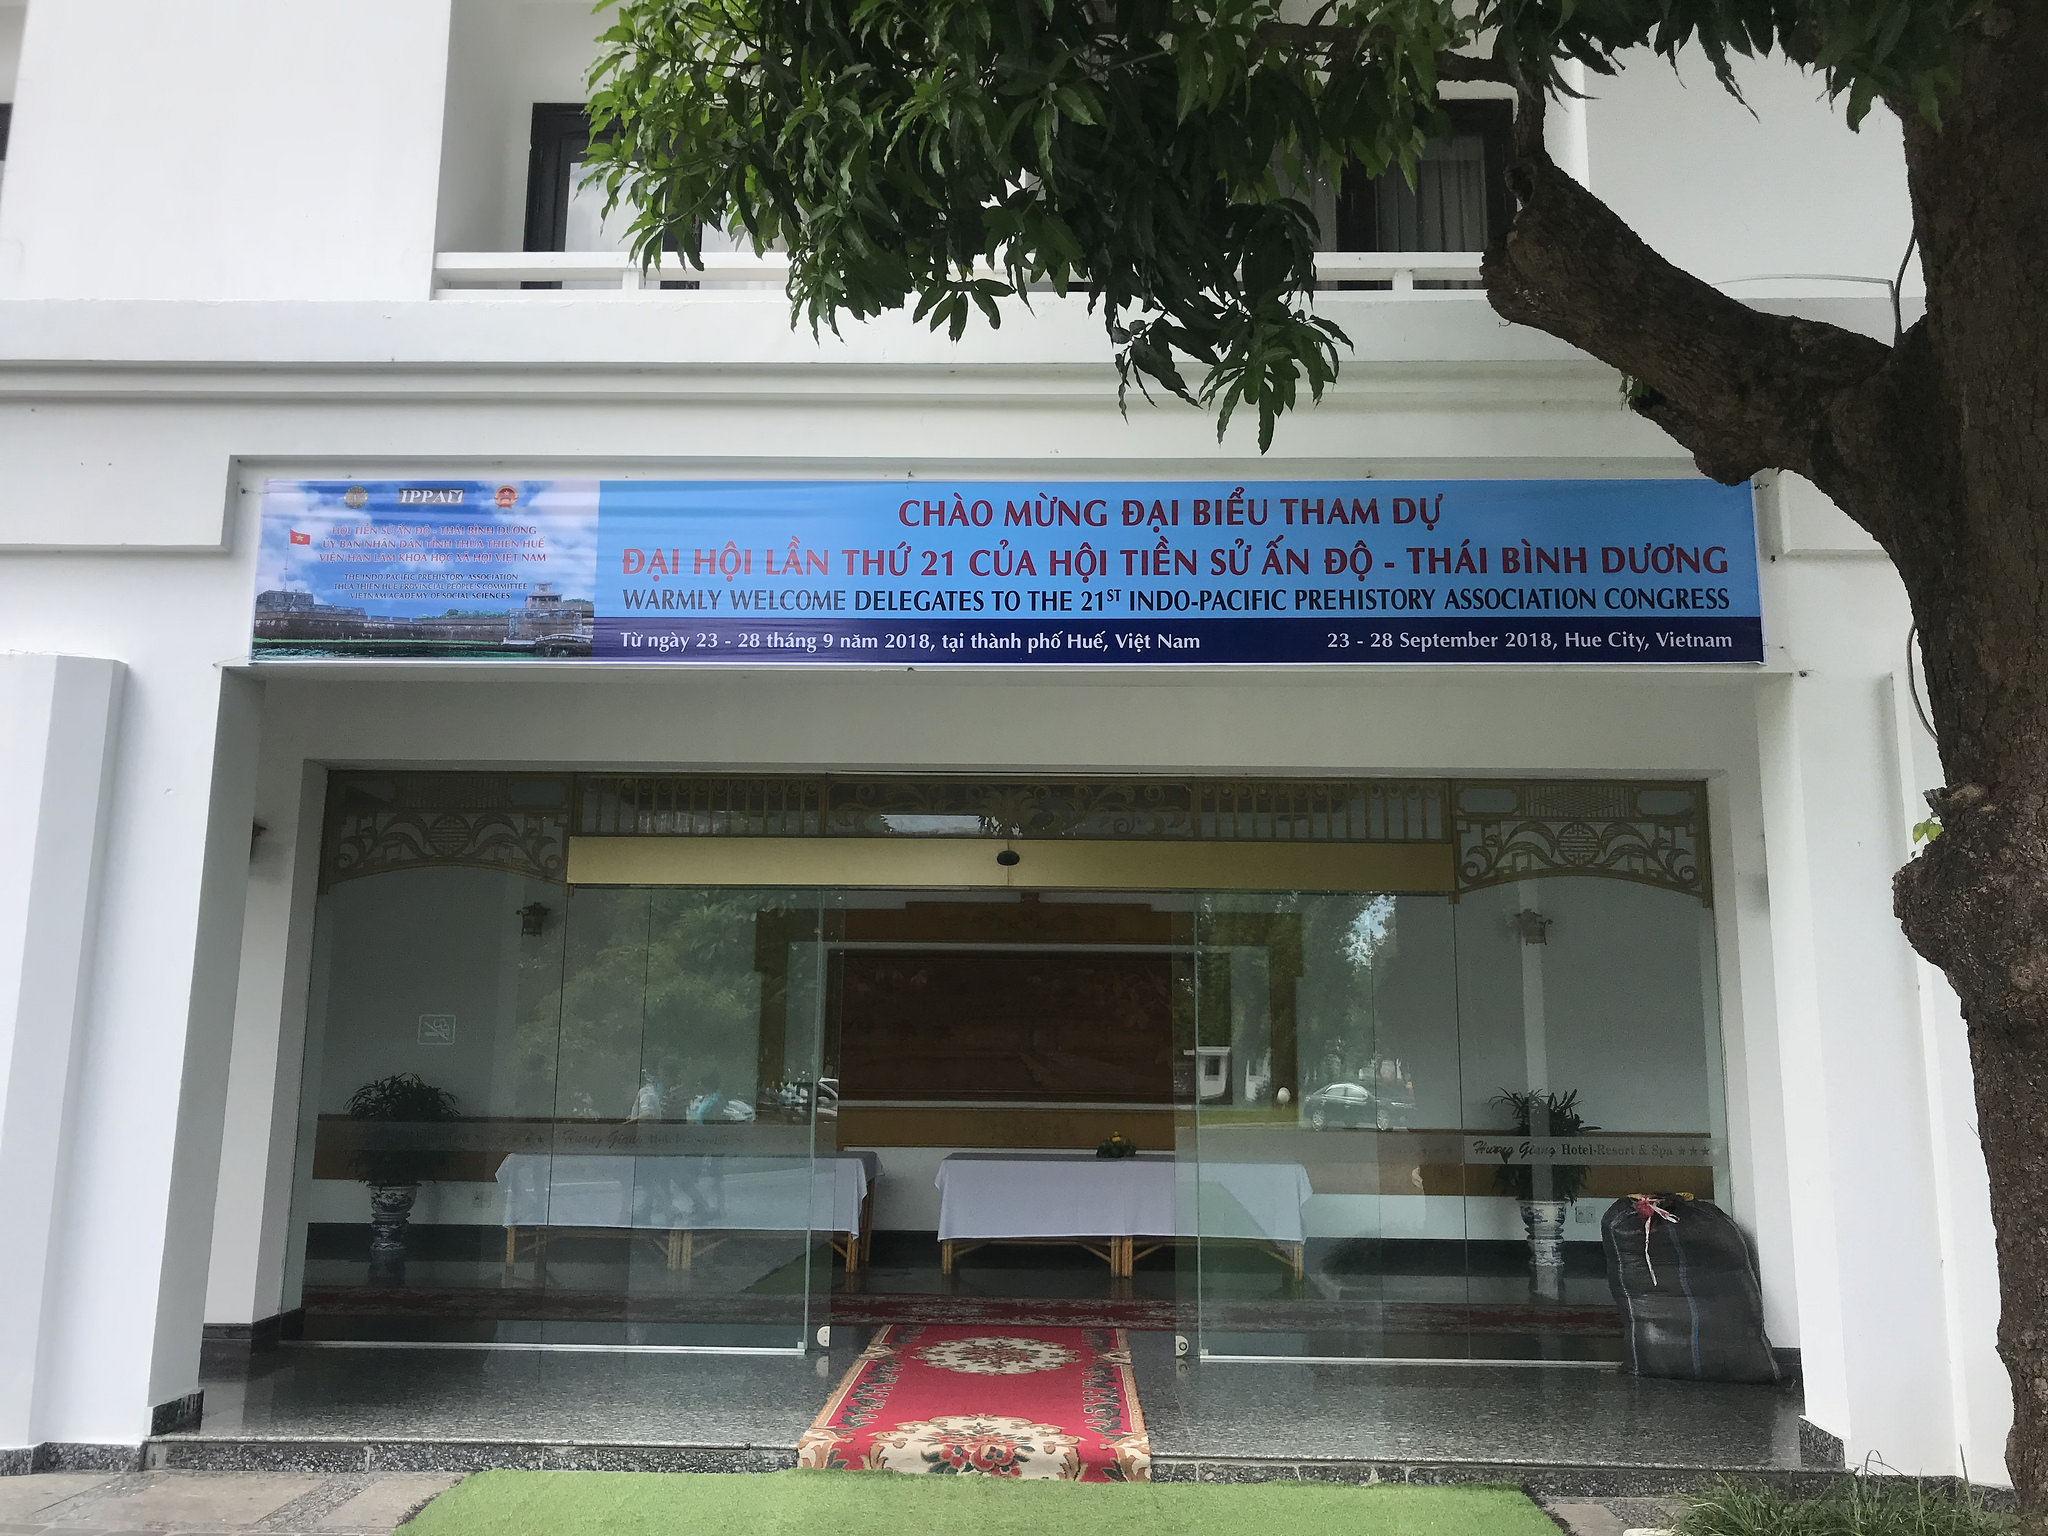 IPPA
HỘI TIỀN SỬ ẤN ĐỘ - THÁI BÌNH DƯƠNG
ỦY BAN NHÂN DÂN TỈNH THỪA THIÊN HUẾ
VIỆN HÀN LÂM KHOA HỌC XÃ HỘI VIỆT NAM
THE INDO-PACIFIC PREHISTORY ASSOCIATION
THUA THIEN HUE PROVINCIAL PEOPLE'S COMMITTEE
VIETNAM ACADEMY OF SOCIAL SCIENCES
CHÀO MỪNG ĐẠI BIỂU THAM DỰ
ĐẠI HỘI LẦN THỨ 21 CỦA HỘI TIỀN SỬ ẤN ĐỘ - THÁI BÌNH DƯƠNG
WARMLY WELCOME DELEGATES TO THE 21ST INDO-PACIFIC PREHISTORY ASSOCIATION CONGRESS
Từ ngày 23 - 28 tháng 9 năm 2018, tại thành phố Huế, Việt Nam
23 - 28 September 2018, Hue City, Vietnam
Huong Giang Hotel
Huong Giang Hotel-Resort & Spa ★★★